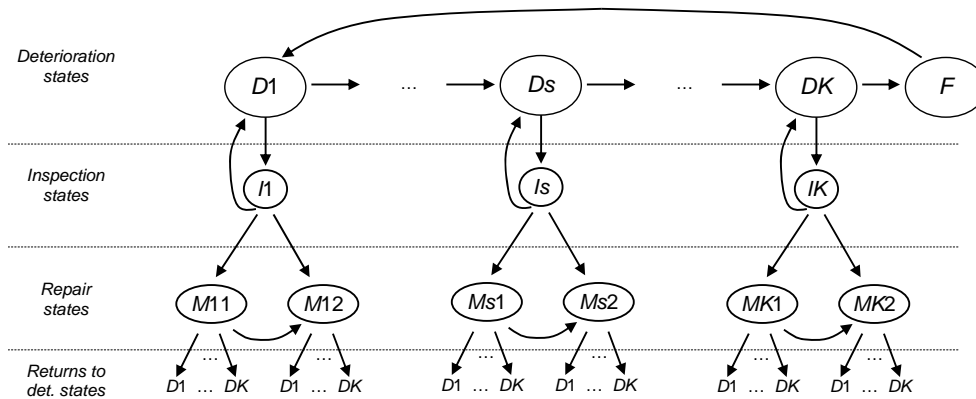 Deterioration
states
D1 ... Ds ... DK F
Inspection
states
I1 Is IK
Repair
states
M11 M12 Ms1 Ms2 MK1 MK2
... ... ... ... ... ...
Returns to
det. states
D1 ... DK D1 ... DK D1 ... DK D1 ... DK D1 ... DK D1 ... DK